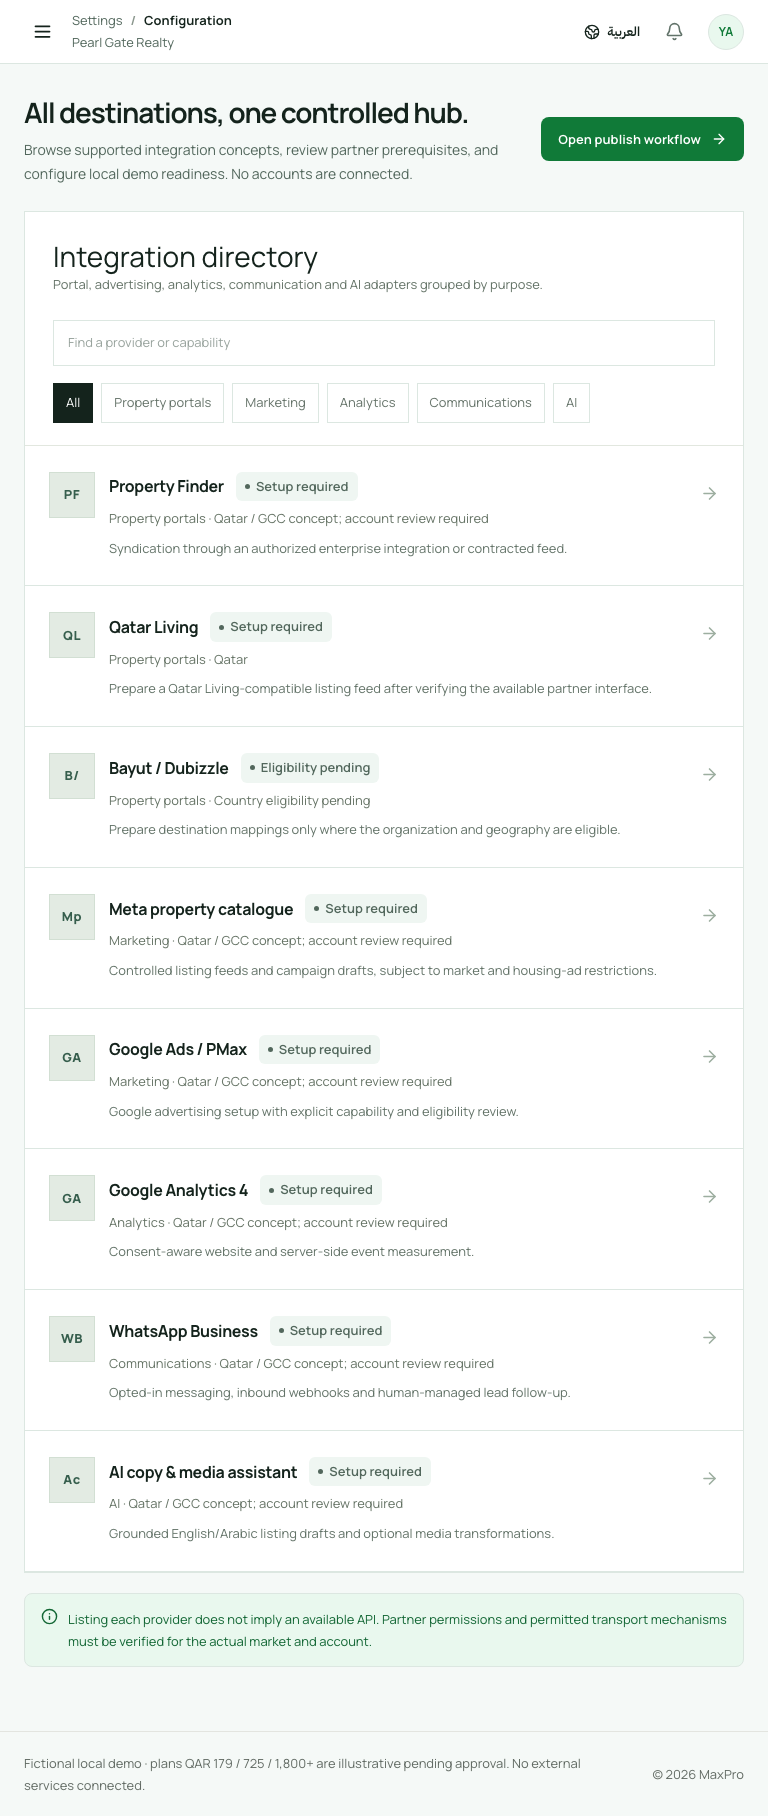 Settings / Configuration
Pearl Gate Realty
العربية
YA
All destinations, one controlled hub.
Browse supported integration concepts, review partner prerequisites, and
configure local demo readiness. No accounts are connected.
Open publish workflow
Integration directory
Portal, advertising, analytics, communication and AI adapters grouped by purpose.
Find a provider or capability
All
Property portals
Marketing
Analytics
Communications
AI
PF
Property Finder
Setup required
Property portals · Qatar / GCC concept; account review required
Syndication through an authorized enterprise integration or contracted feed.
QL
Qatar Living
Setup required
Property portals · Qatar
Prepare a Qatar Living-compatible listing feed after verifying the available partner interface.
B/
Bayut / Dubizzle
Eligibility pending
Property portals · Country eligibility pending
Prepare destination mappings only where the organization and geography are eligible.
Mp
Meta property catalogue
Setup required
Marketing · Qatar / GCC concept; account review required
Controlled listing feeds and campaign drafts, subject to market and housing-ad restrictions.
GA
Google Ads / PMax
Setup required
Marketing · Qatar / GCC concept; account review required
Google advertising setup with explicit capability and eligibility review.
GA
Google Analytics 4
Setup required
Analytics · Qatar / GCC concept; account review required
Consent-aware website and server-side event measurement.
WB
WhatsApp Business
Setup required
Communications · Qatar / GCC concept; account review required
Opted-in messaging, inbound webhooks and human-managed lead follow-up.
Ac
AI copy & media assistant
Setup required
AI · Qatar / GCC concept; account review required
Grounded English/Arabic listing drafts and optional media transformations.
Listing each provider does not imply an available API. Partner permissions and permitted transport mechanisms
must be verified for the actual market and account.
Fictional local demo · plans QAR 179 / 725 / 1,800+ are illustrative pending approval. No external
services connected.
© 2026 MaxPro